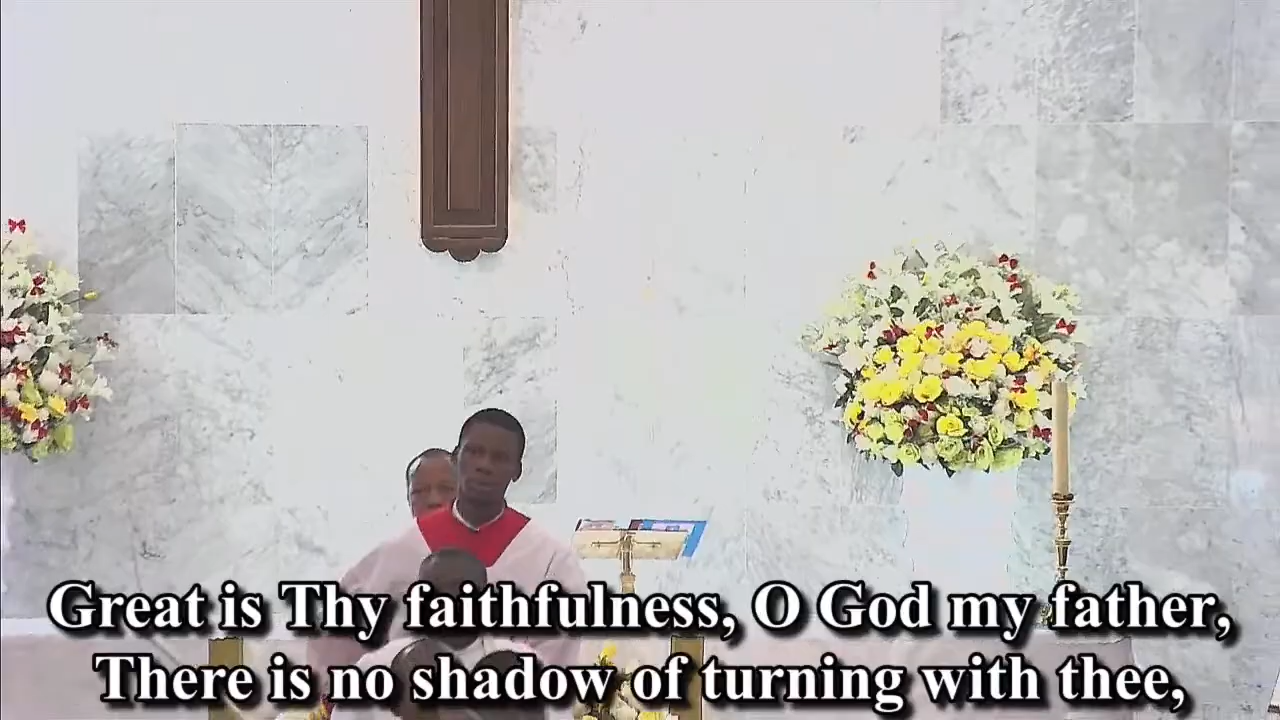 Great is Thy faithfulness, O God my father,
There is no shadow of turning with thee,